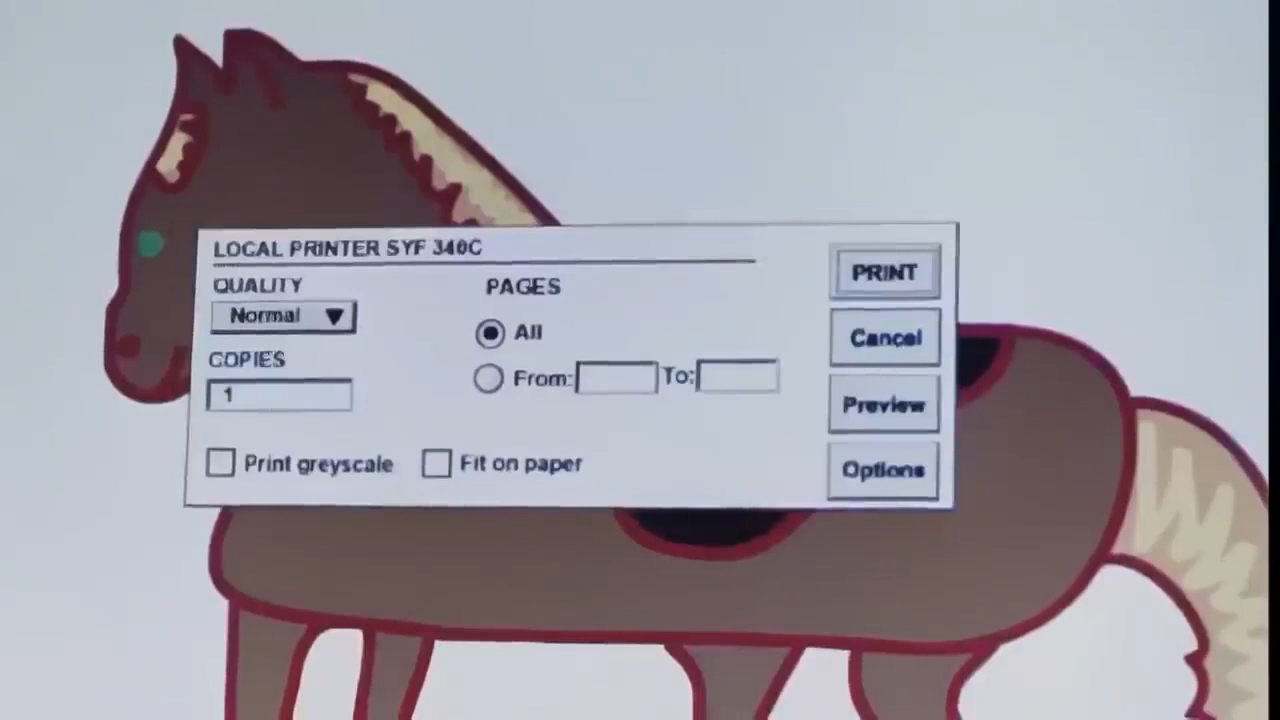 LOCAL PRINTER SYF 340C
QUALITY
Normal
COPIES
1
PAGES
All
From: To:
Print greyscale Fit on paper
PRINT
Cancel
Preview
Options